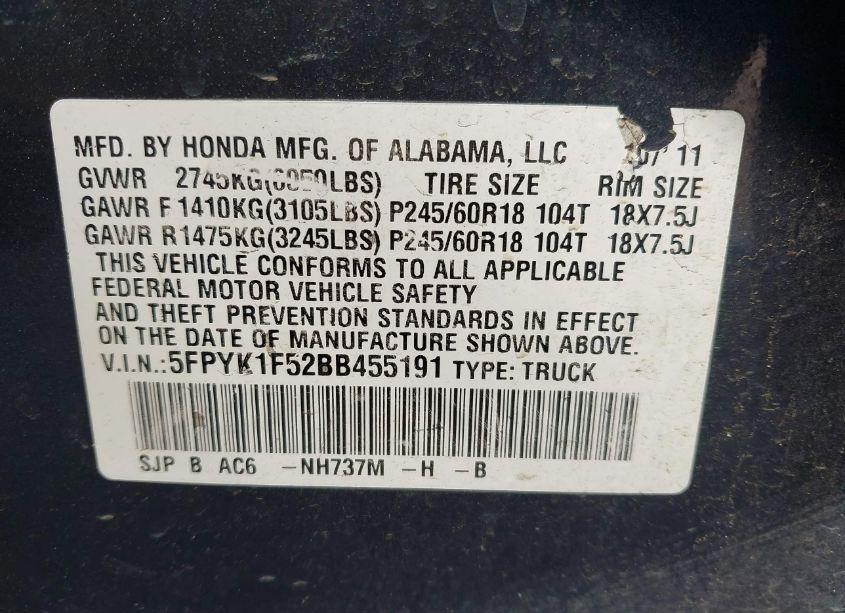 MFD. BY HONDA MFG. OF ALABAMA, LLC 07/11
GVWR 2745KG(6050LBS) TIRE SIZE RIM SIZE
GAWR F1410KG(3105LBS) P245/60R18 104T 18X7.5J
GAWR R1475KG(3245LBS) P245/60R18 104T 18X7.5J
THIS VEHICLE CONFORMS TO ALL APPLICABLE
FEDERAL MOTOR VEHICLE SAFETY
AND THEFT PREVENTION STANDARDS IN EFFECT
ON THE DATE OF MANUFACTURE SHOWN ABOVE.
V.I.N.:5FPYK1F52BB455191 TYPE: TRUCK
SJP B AC6 -NH737M -H -B